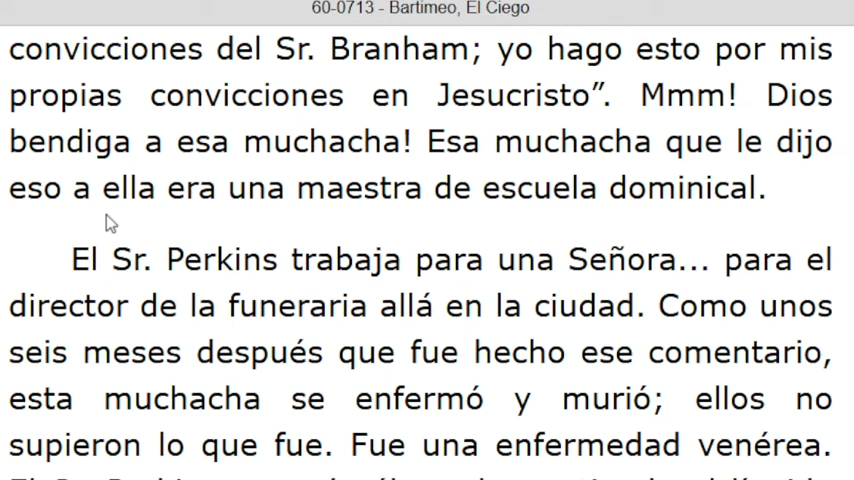 60-0713 - Bartimeo, El Ciego
convicciones del Sr. Branham; yo hago esto por mis
propias convicciones en Jesucristo”. Mmm! Dios
bendiga a esa muchacha! Esa muchacha que le dijo
eso a ella era una maestra de escuela dominical.
El Sr. Perkins trabaja para una Señora... para el
director de la funeraria allá en la ciudad. Como unos
seis meses después que fue hecho ese comentario,
esta muchacha se enfermó y murió; ellos no
supieron lo que fue. Fue una enfermedad venérea.